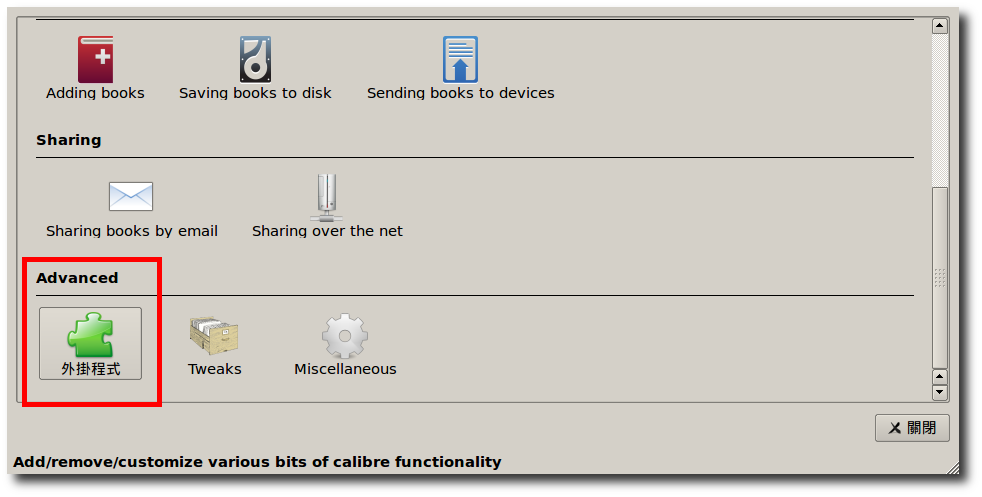 Adding books
Saving books to disk
Sending books to devices
Sharing
Sharing books by email
Sharing over the net
Advanced
外掛程式
Tweaks
Miscellaneous
關閉
Add/remove/customize various bits of calibre functionality